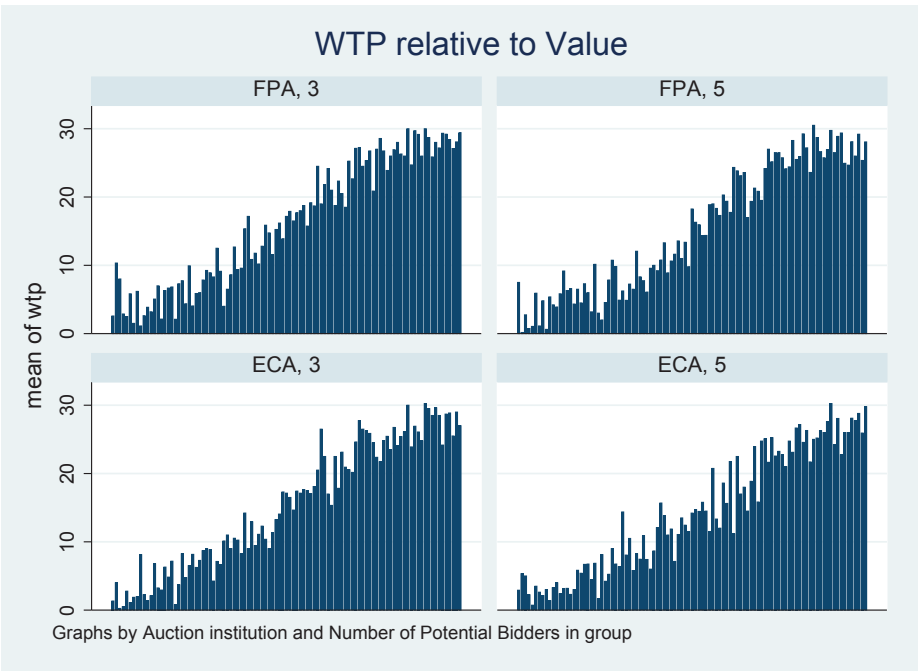 WTP relative to Value
FPA, 3
FPA, 5
30
20
10
0
ECA, 3
ECA, 5
30
20
10
0
mean of wtp
Graphs by Auction institution and Number of Potential Bidders in group